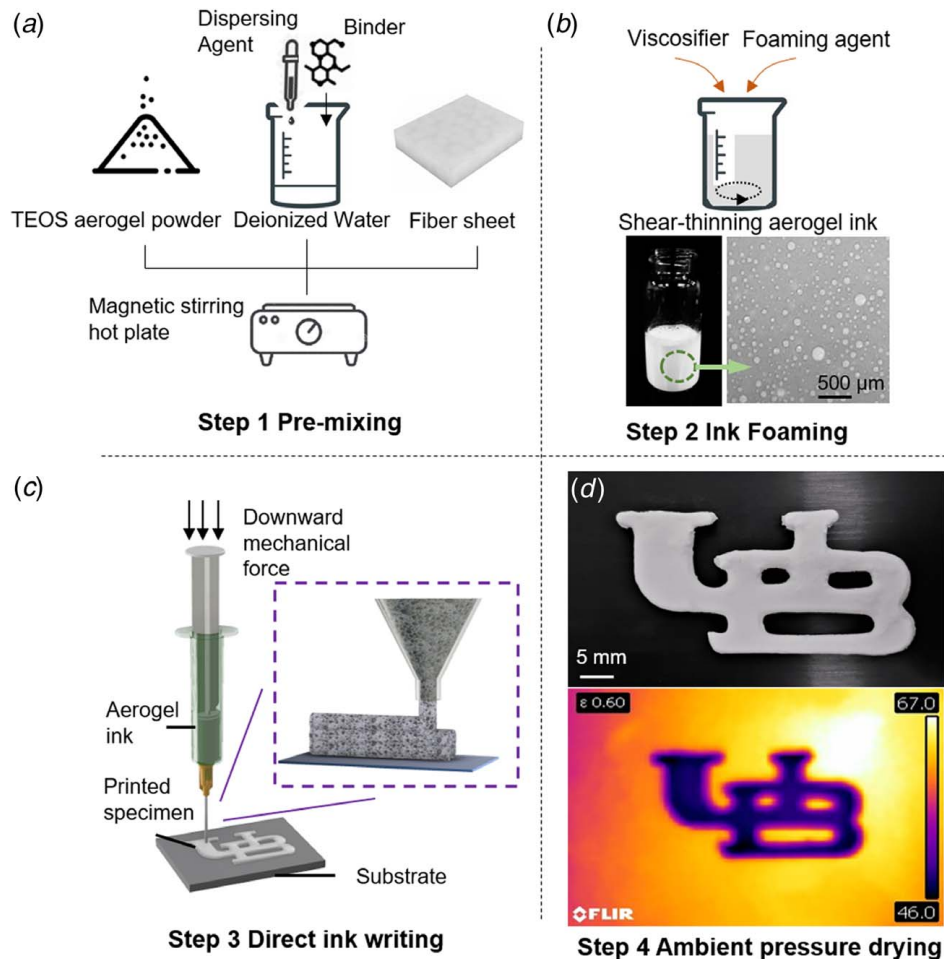 (a)
Dispersing
Agent
Binder
TEOS aerogel powder
Deionized Water
Fiber sheet
Magnetic stirring
hot plate
Step 1 Pre-mixing
(b)
Viscosifier
Foaming agent
Shear-thinning aerogel ink
500 μm
Step 2 Ink Foaming
(c)
Downward
mechanical
force
Aerogel
ink
Printed
specimen
Substrate
Step 3 Direct ink writing
(d)
5 mm
ε 0.60
67.0
46.0
FLIR
Step 4 Ambient pressure drying